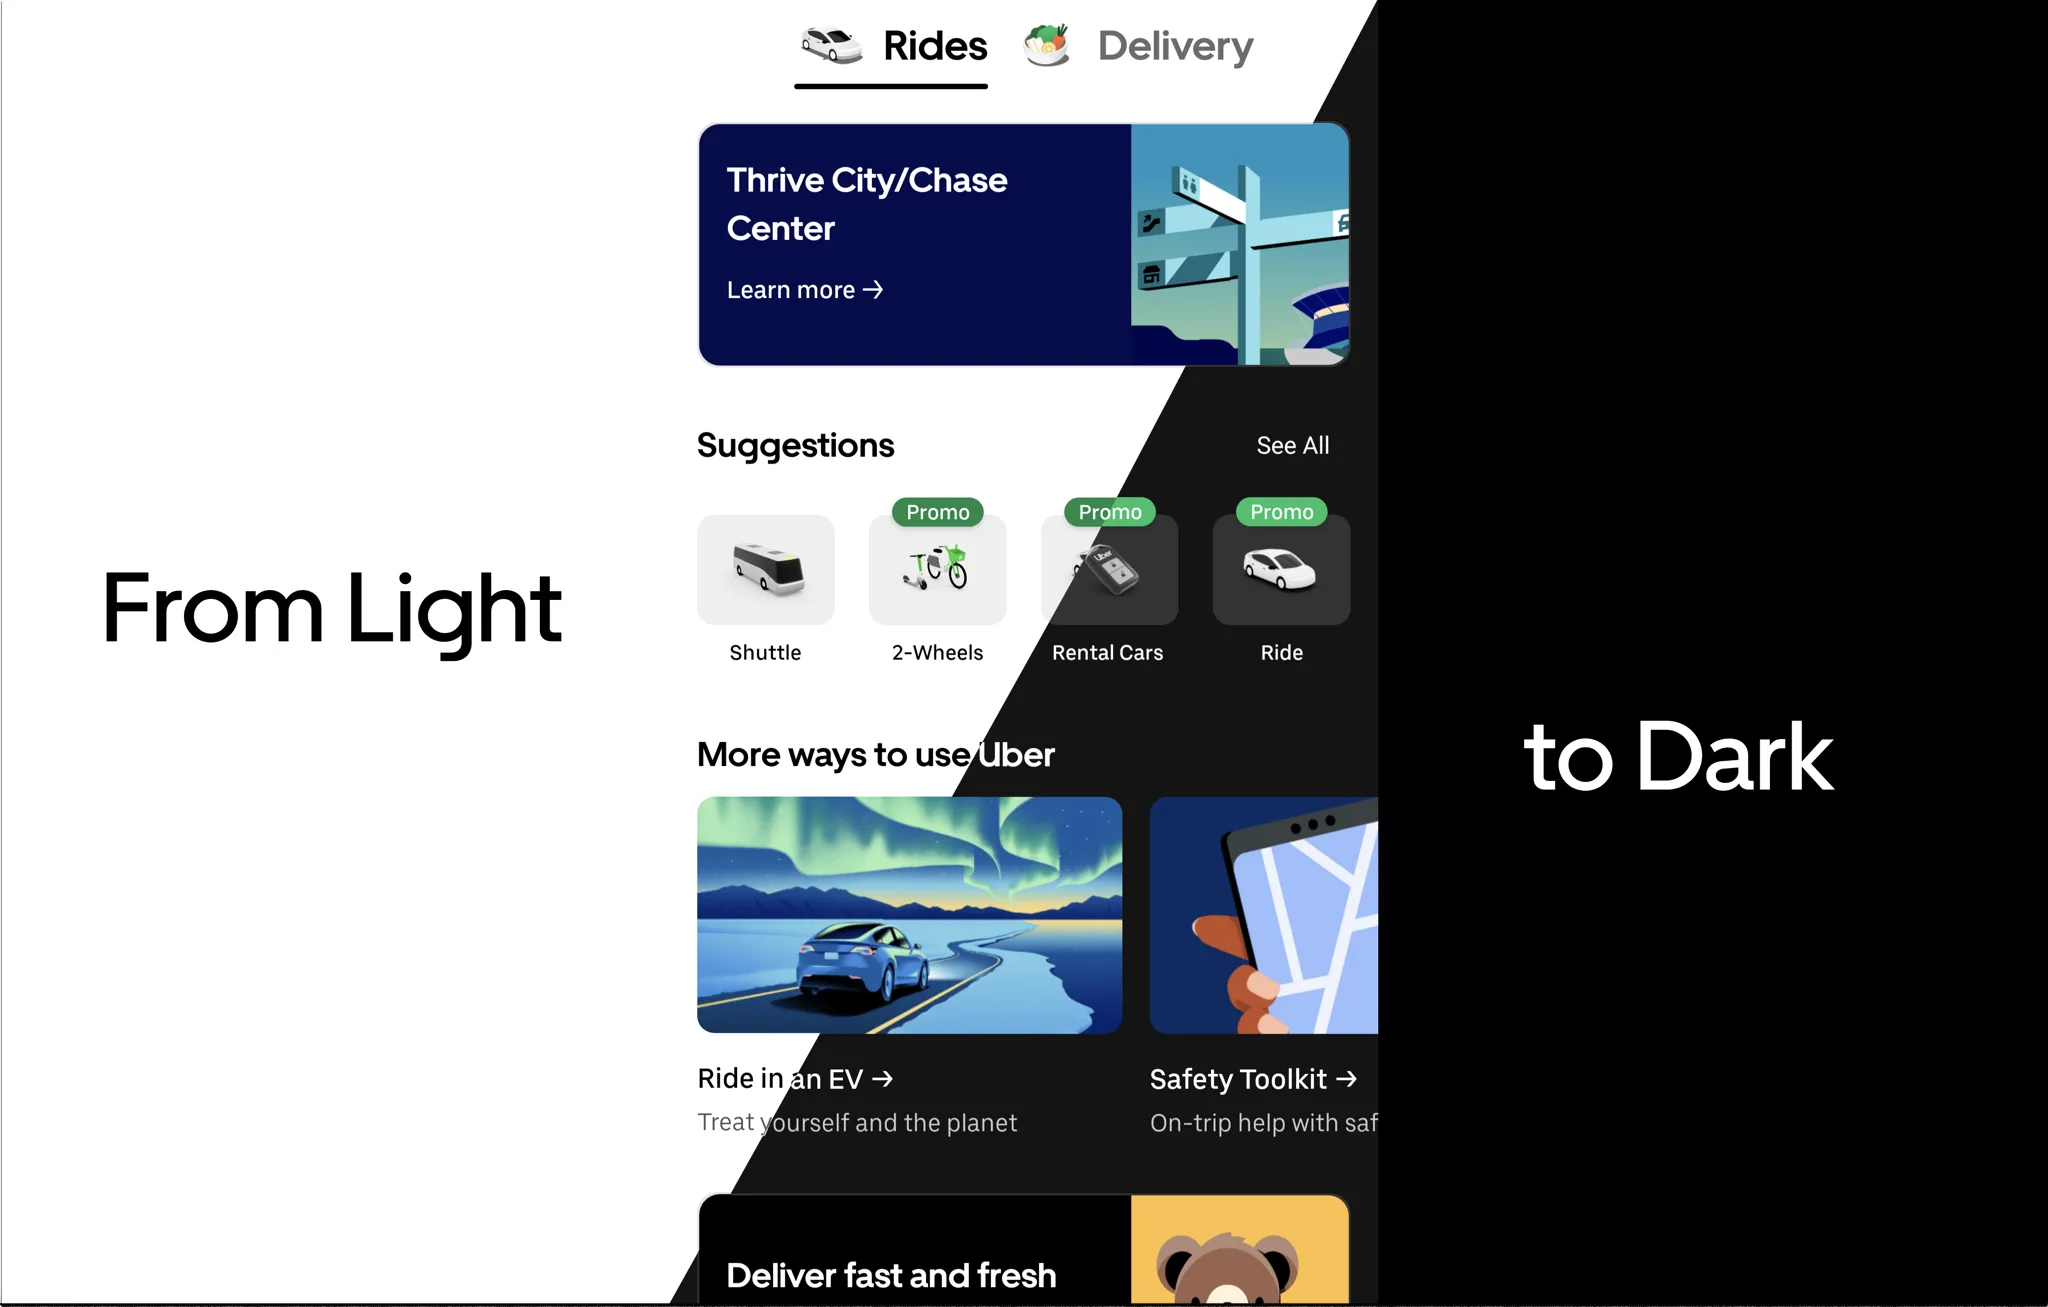 Rides
Delivery
Thrive City/Chase
Center
Learn more →
Suggestions
See All
Promo
Promo
Promo
Uber
Shuttle
2-Wheels
Rental Cars
Ride
From Light
to Dark
More ways to use Uber
Ride in an EV →
Treat yourself and the planet
Safety Toolkit →
On-trip help with saf
Deliver fast and fresh